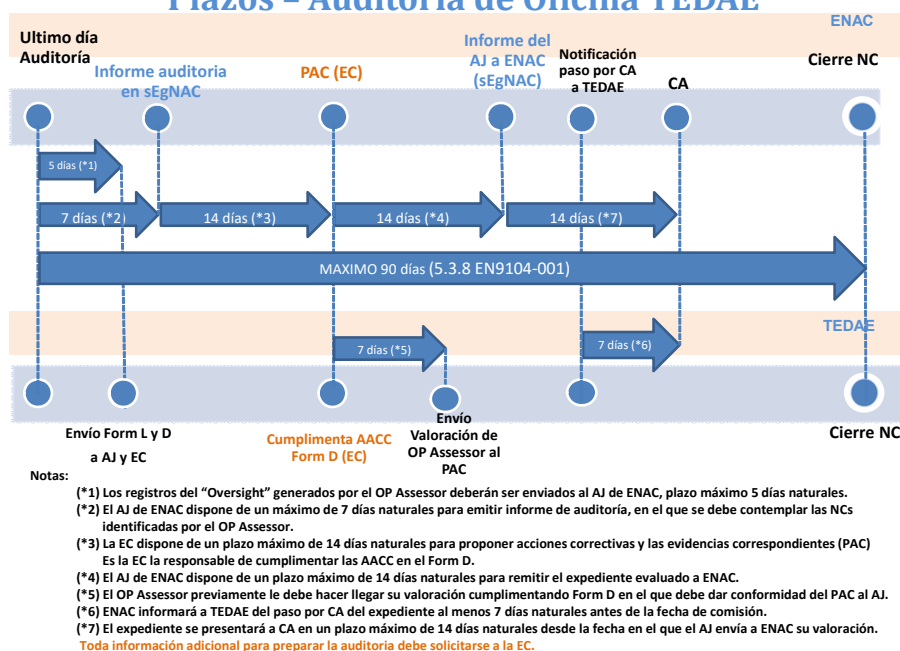 Plazos – Auditoria de Oficina TEDAE
ENAC
Ultimo día
Auditoría
Informe auditoria
en sEgNAC
PAC (EC)
Informe del
AJ a ENAC
(sEgNAC)
Notificación
paso por CA
a TEDAE
CA
Cierre NC
5 días (*1)
7 días (*2)
14 días (*3)
14 días (*4)
14 días (*7)
MAXIMO 90 días (5.3.8 EN9104-001)
TEDAE
7 días (*5)
7 días (*6)
Envío Form L y D
a AJ y EC
Cumplimenta AACC
Form D (EC)
Envío
Valoración de
OP Assessor al
PAC
Cierre NC
Notas:
(*1) Los registros del “Oversight” generados por el OP Assessor deberán ser enviados al AJ de ENAC, plazo máximo 5 días naturales.
(*2) El AJ de ENAC dispone de un máximo de 7 días naturales para emitir informe de auditoría, en el que se debe contemplar las NCs
identificadas por el OP Assessor.
(*3) La EC dispone de un plazo máximo de 14 días naturales para proponer acciones correctivas y las evidencias correspondientes (PAC)
Es la EC la responsable de cumplimentar las AACC en el Form D.
(*4) El AJ de ENAC dispone de un plazo máximo de 14 días naturales para remitir el expediente evaluado a ENAC.
(*5) El OP Assessor previamente le debe hacer llegar su valoración cumplimentando Form D en el que debe dar conformidad del PAC al AJ.
(*6) ENAC informará a TEDAE del paso por CA del expediente al menos 7 días naturales antes de la fecha de comisión.
(*7) El expediente se presentará a CA en un plazo máximo de 14 días naturales desde la fecha en el que el AJ envía a ENAC su valoración.
Toda información adicional para preparar la auditoria debe solicitarse a la EC.